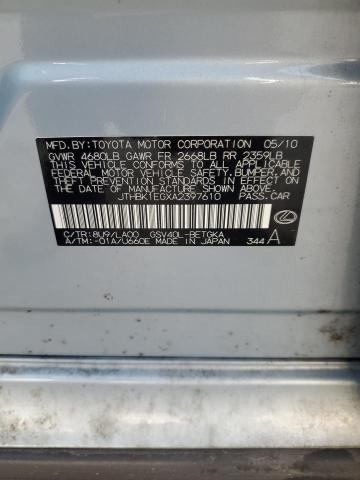 MFD.BY:TOYOTA MOTOR CORPORATION 05/10
GVWR 4680LB GAWR FR 2668LB RR 2359LB
THIS VEHICLE CONFORMS TO ALL APPLICABLE
FEDERAL MOTOR VEHICLE SAFETY,BUMPER, AND
THEFT PREVENTION STANDARDS IN EFFECT ON
THE DATE OF MANUFACTURE SHOWN ABOVE.
JTHBK1EGXA2397610 PASS.CAR
C/TR:8U9/LA00 GSV40L-BETGKA
A/TM:-01A/U660E MADE IN JAPAN 344 A